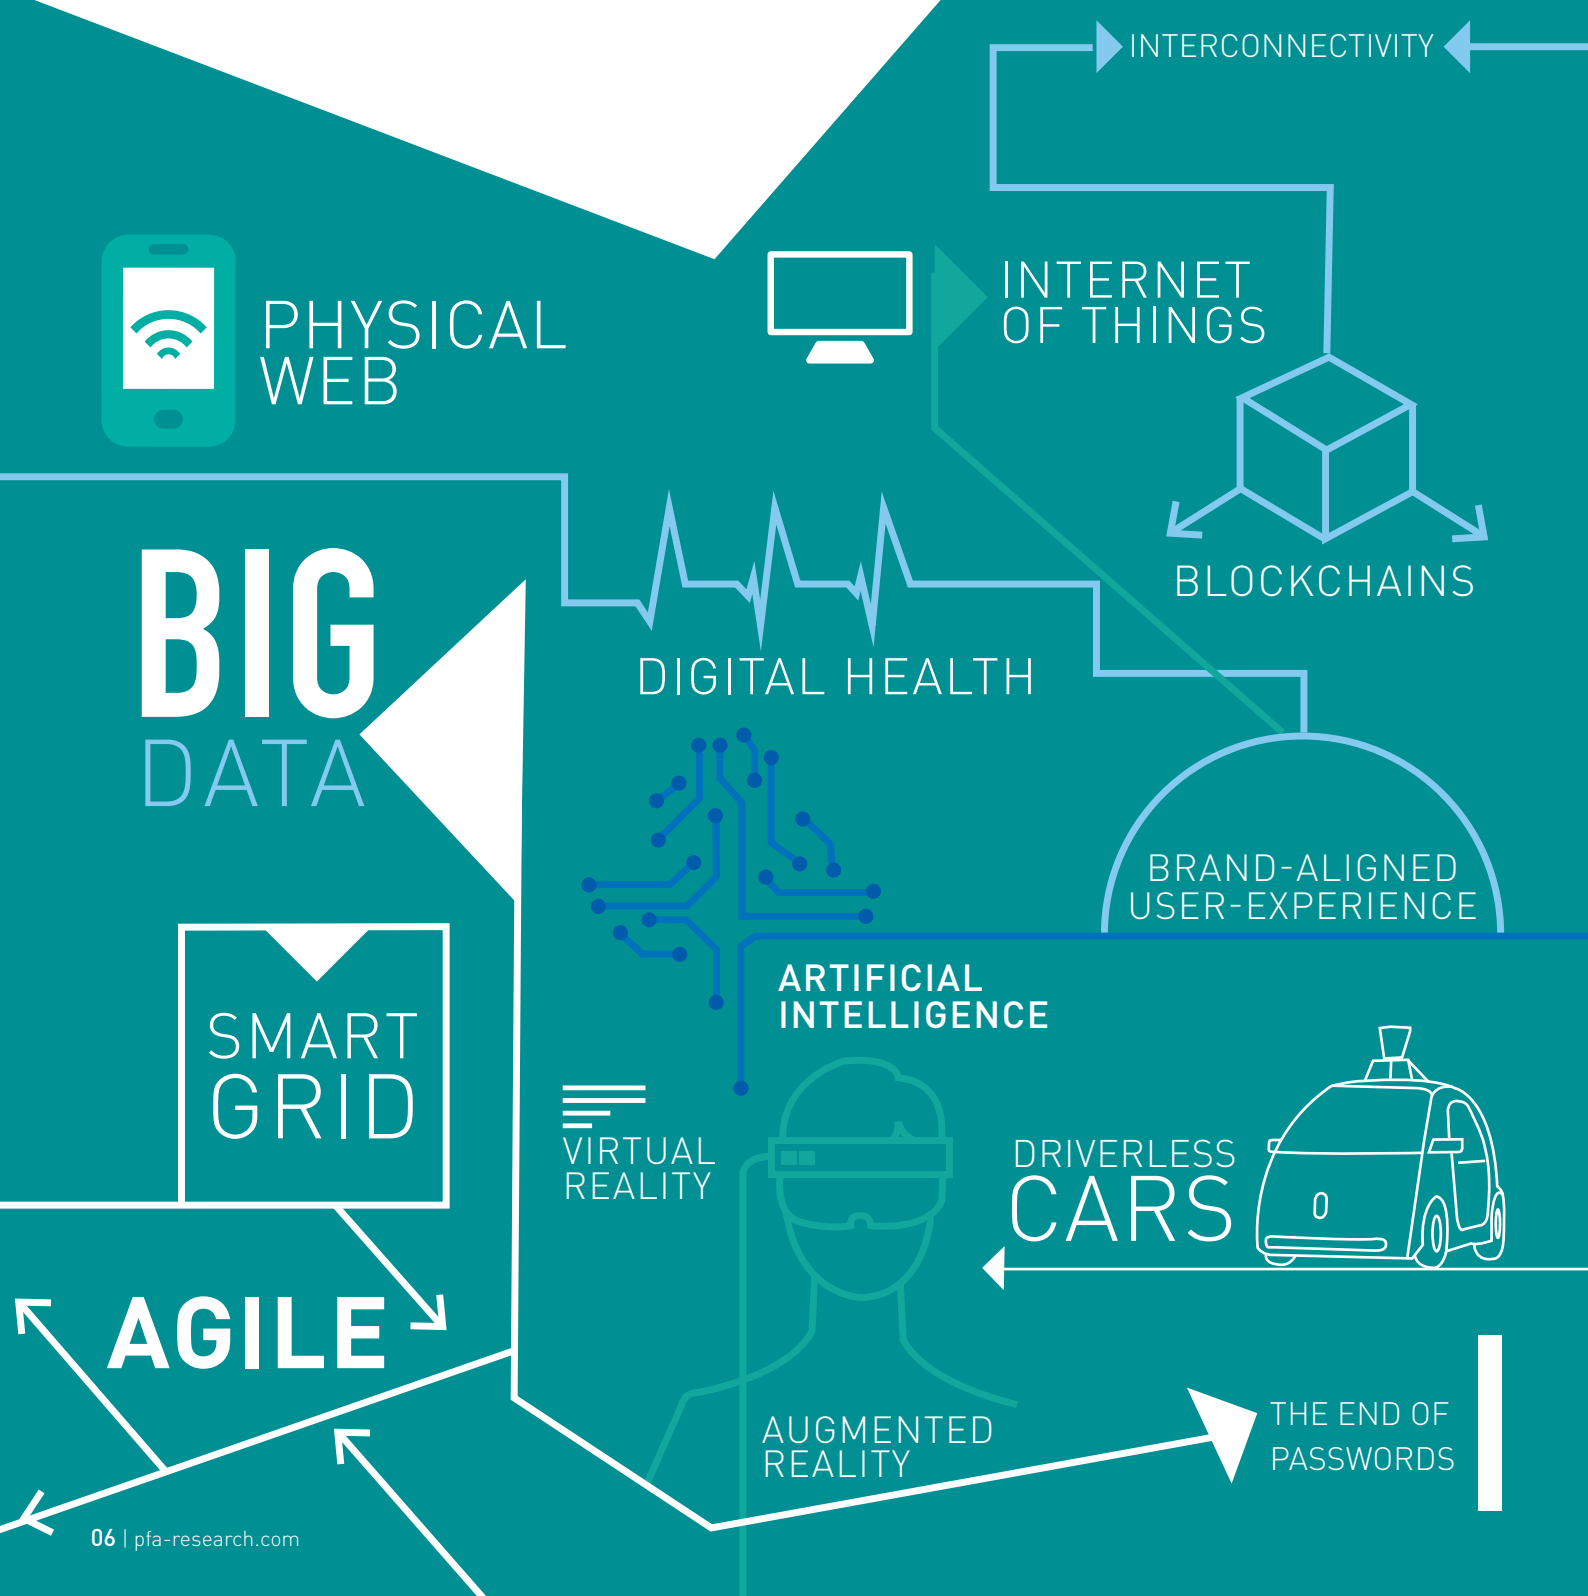 INTERCONNECTIVITY
INTERNET
OF THINGS
PHYSICAL
WEB
BLOCKCHAINS
BIG
DATA
DIGITAL HEALTH
BRAND-ALIGNED
USER-EXPERIENCE
ARTIFICIAL
INTELLIGENCE
SMART
GRID
VIRTUAL
REALITY
DRIVERLESS
CARS
AGILE
AUGMENTED
REALITY
THE END OF
PASSWORDS
06 | pfa-research.com